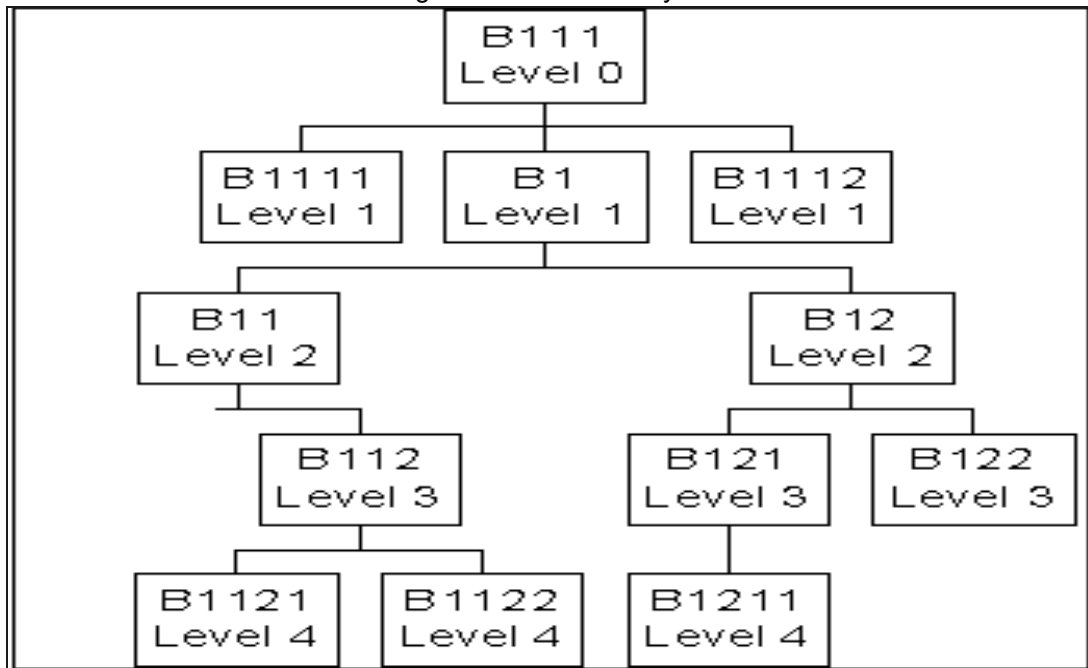 B111
Level 0
B1111
Level 1
B1
Level 1
B1112
Level 1
B11
Level 2
B12
Level 2
B112
Level 3
B121
Level 3
B122
Level 3
B1121
Level 4
B1122
Level 4
B1211
Level 4